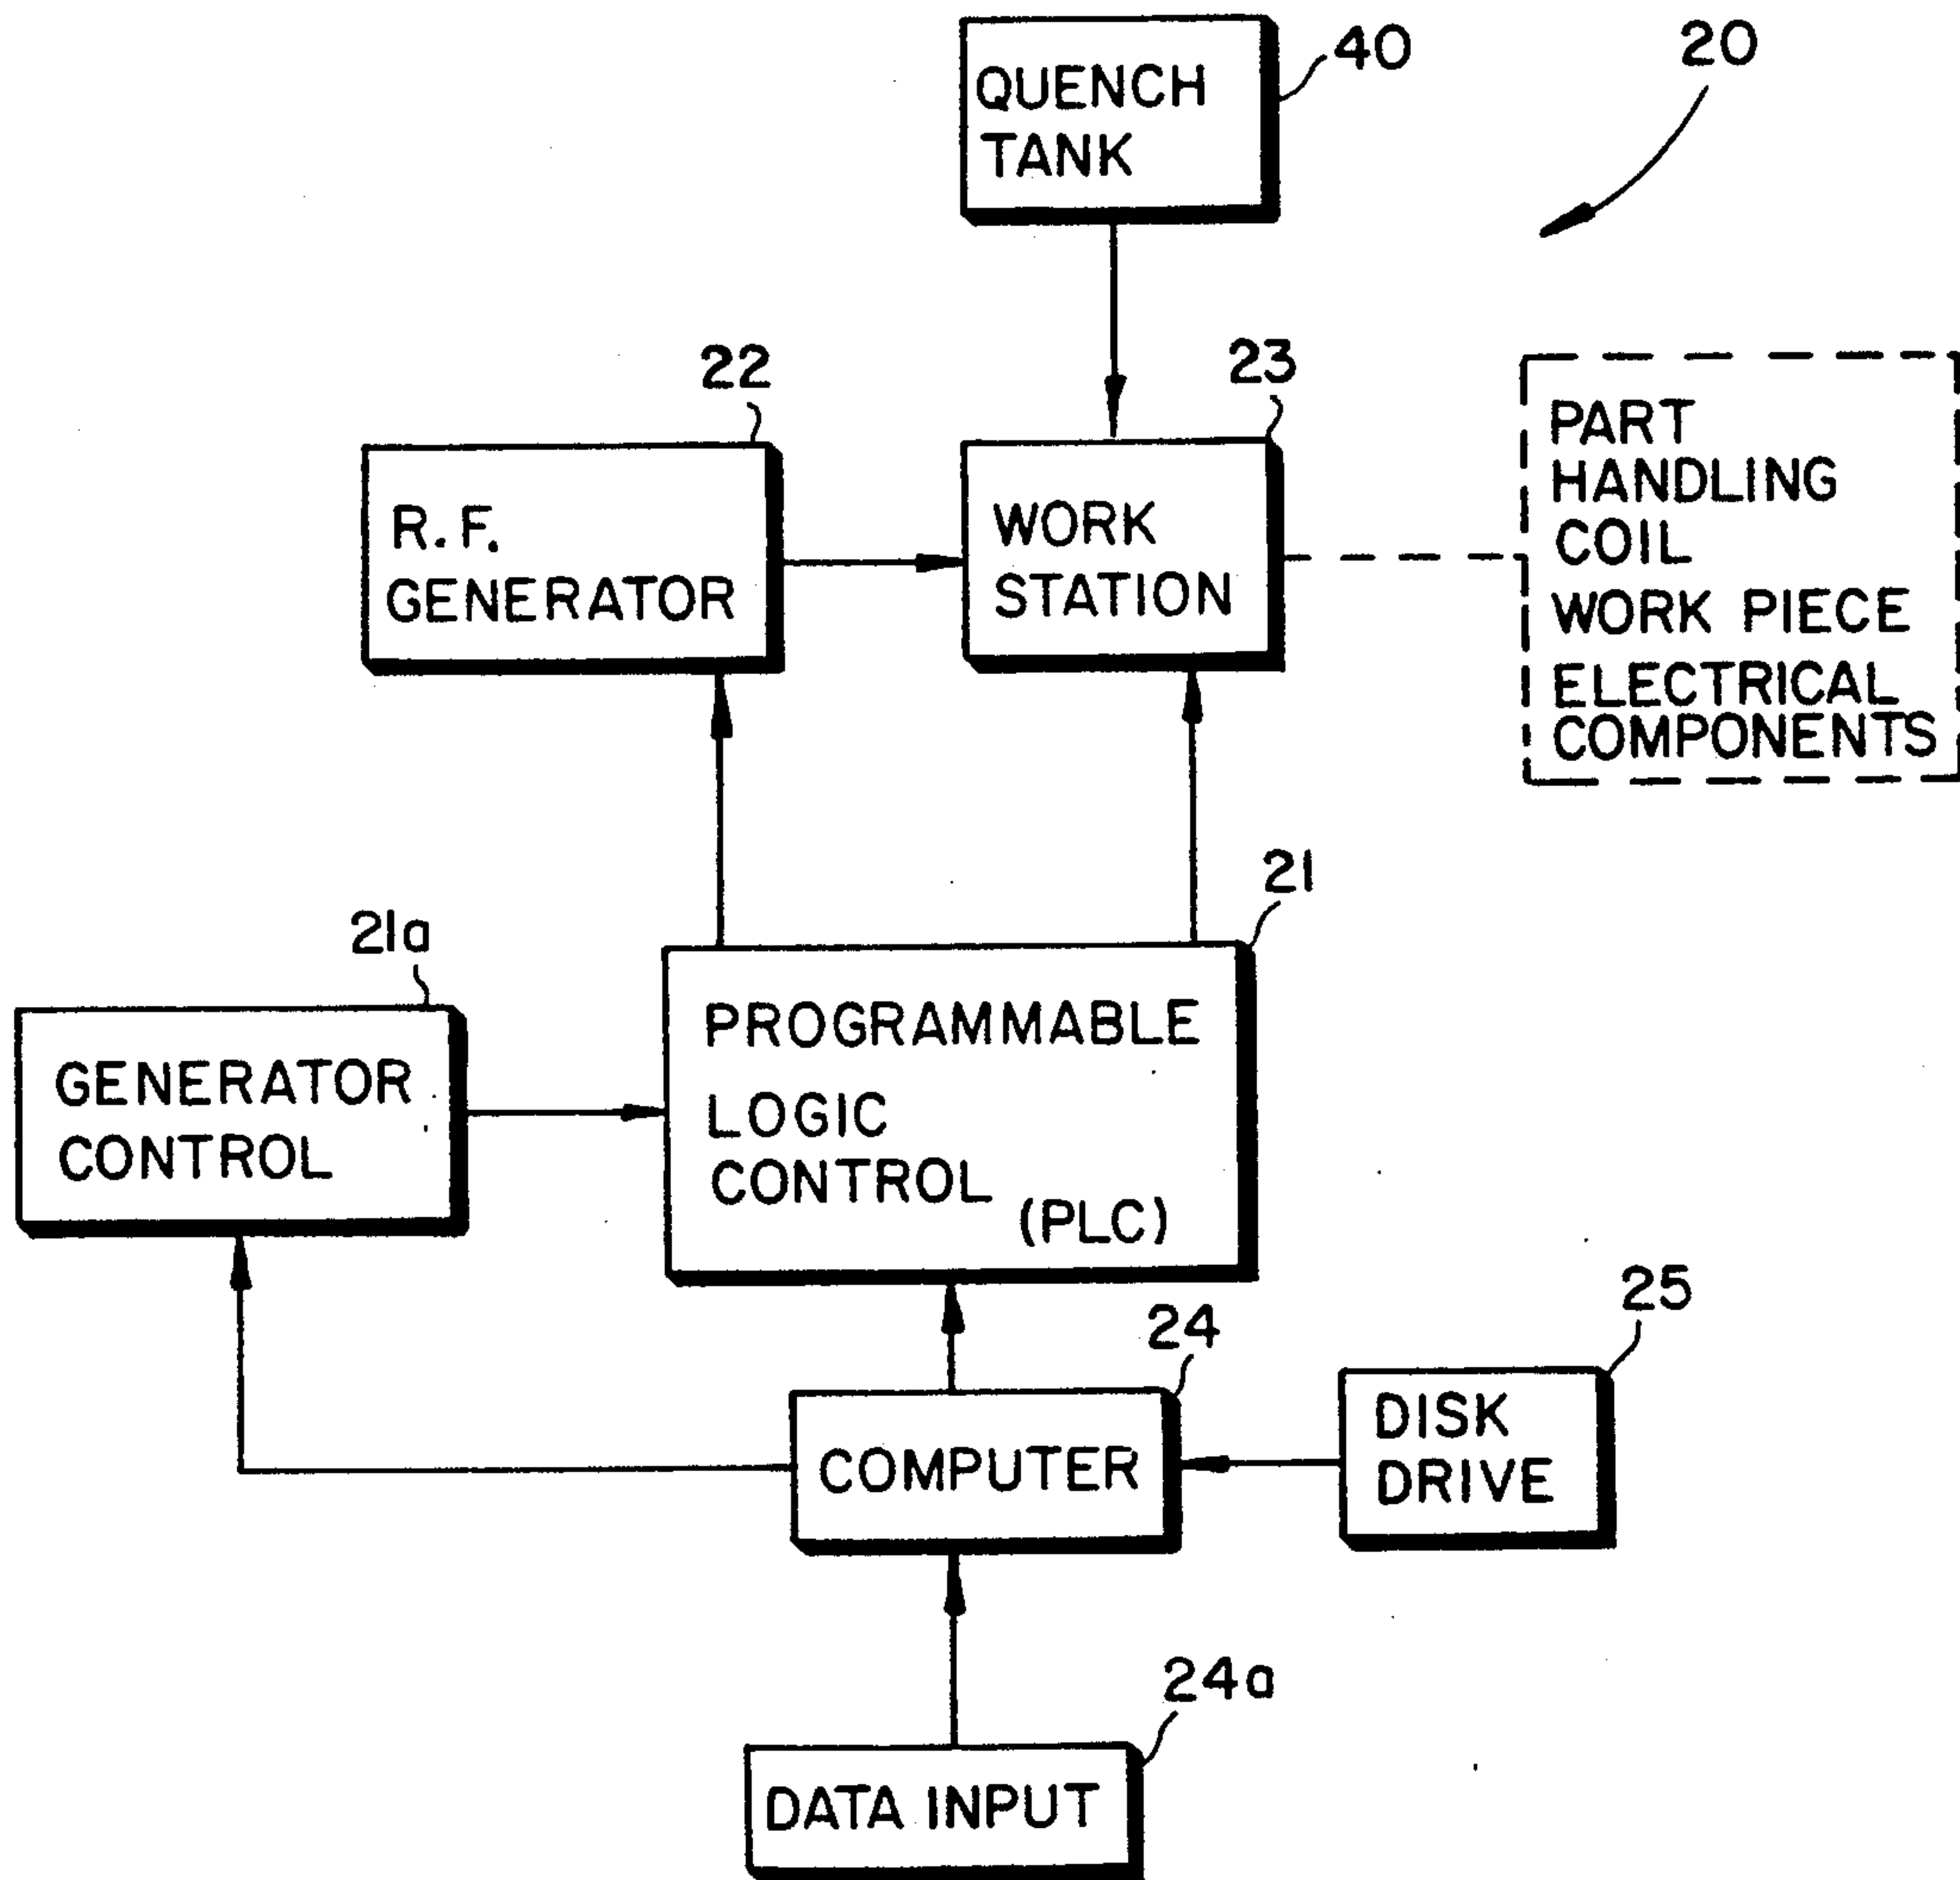 QUENCH
TANK
40
20
22
23
R.F.
GENERATOR
WORK
STATION
PART
HANDLING
COIL
WORK PIECE
ELECTRICAL
COMPONENTS
21a
21
GENERATOR
CONTROL
PROGRAMMABLE
LOGIC
CONTROL (PLC)
24
25
COMPUTER
DISK
DRIVE
24a
DATA INPUT